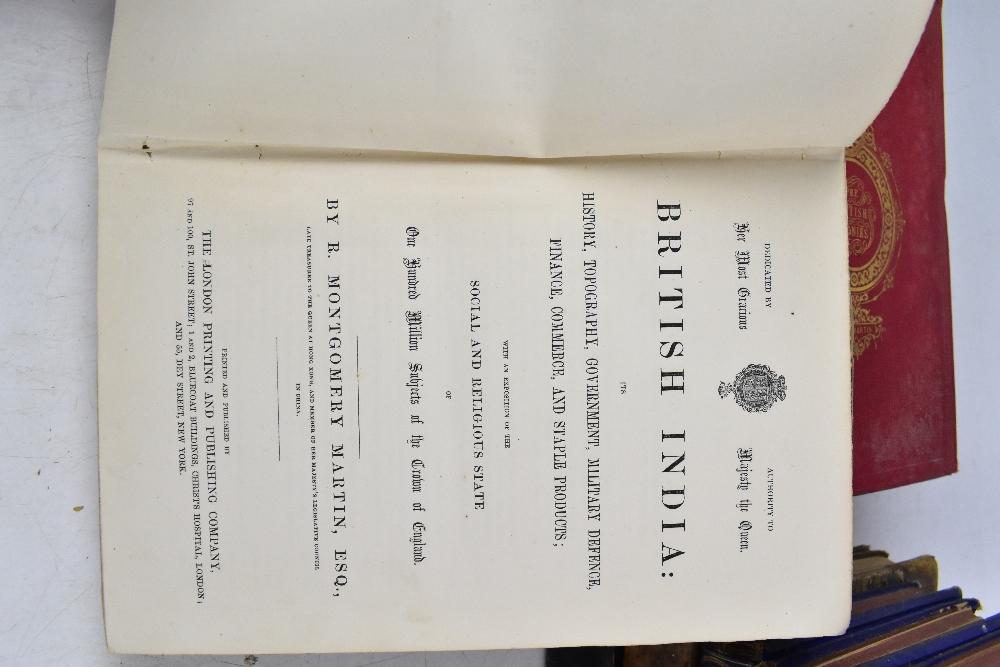 DEDICATED BY AUTHORITY TO
Her Most Gracious Majesty the Queen.
BRITISH INDIA:
ITS
HISTORY, TOPOGRAPHY, GOVERNMENT, MILITARY DEFENCE,
FINANCE, COMMERCE, AND STAPLE PRODUCTS;
WITH AN EXPOSITION OF THE
SOCIAL AND RELIGIOUS STATE
OF
One Hundred Million Subjects of the Crown of England.
BY R. MONTGOMERY MARTIN, ESQ.,
LATE TREASURER TO THE QUEEN AT HONG KONG, AND MEMBER OF HER MAJESTY'S LEGISLATIVE COUNCIL
IN CHINA.
PRINTED AND PUBLISHED BY
THE LONDON PRINTING AND PUBLISHING COMPANY,
97 AND 100, ST. JOHN STREET; 1 AND 2, BLUECOAT BUILDINGS, CHRIST'S HOSPITAL, LONDON;
AND 55, DEY STREET, NEW YORK.
THE